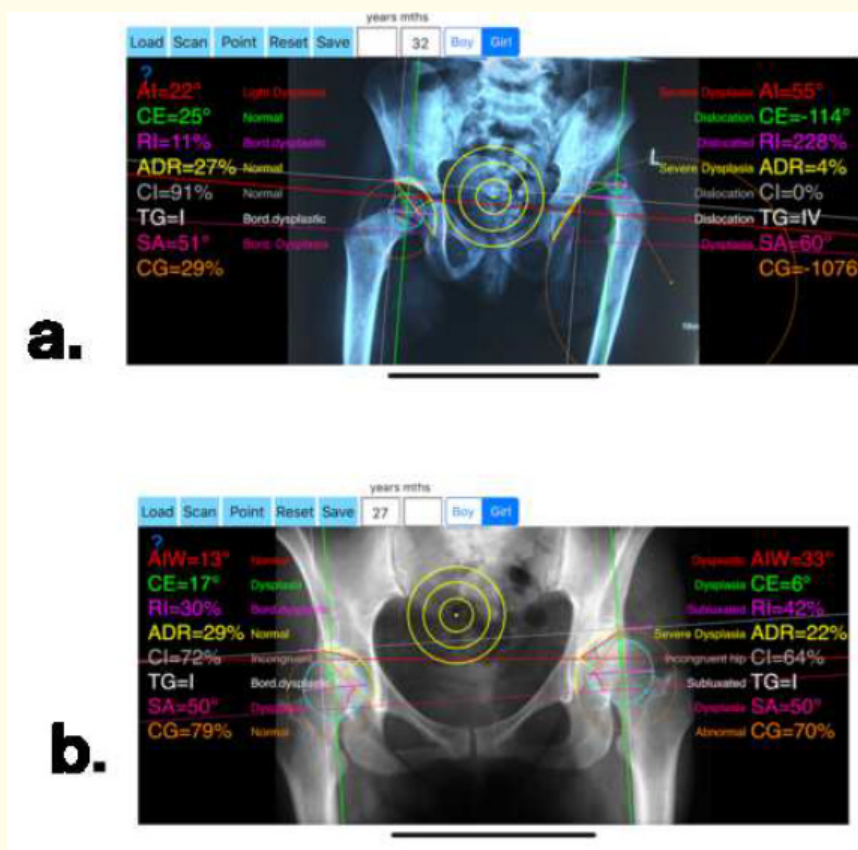 years mths
Load Scan Point Reset Save 32 Boy Girl
?
AI=22° Light Dysplasia Severe Dysplasia AI=55°
CE=25° Normal Dislocation CE=-114°
RI=11% Bord.dysplastic Dislocated RI=228%
L
ADR=27% Normal Severe Dysplasia ADR=4%
CI=91% Normal Dislocation CI=0%
TG=I Bord.dysplastic Dislocation TG=IV
SA=51° Bord. Dysplasia Dysplasia SA=60°
CG=29% CG=-1076
a.
years mths
Load Scan Point Reset Save 27 Boy Girl
?
AIW=13° Normal Dysplastic AIW=33°
CE=17° Dysplasia Dysplasia CE=6°
RI=30% Bord.dysplastic Subluxated RI=42%
ADR=29% Normal Severe Dysplasia ADR=22%
CI=72% Incongruent Incongruent hip CI=64%
TG=I Bord.dysplastic Subluxated TG=I
SA=50° Dysplasia Dysplasia SA=50°
CG=79% Normal Abnormal CG=70%
b.